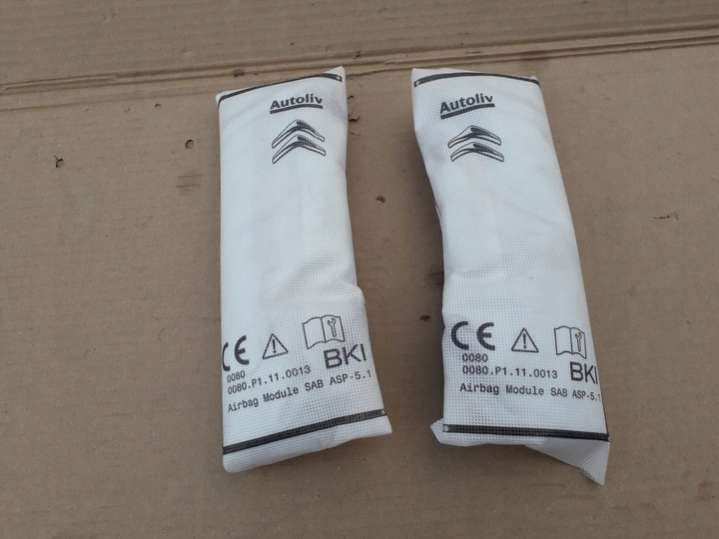 Autoliv
CE
0080
0080.P1.11.0013
BKI
Airbag Module SAB ASP-5.1
Autoliv
CE
0080
0080.P1.11.0013
BKI
Airbag Module SAB ASP-5.1